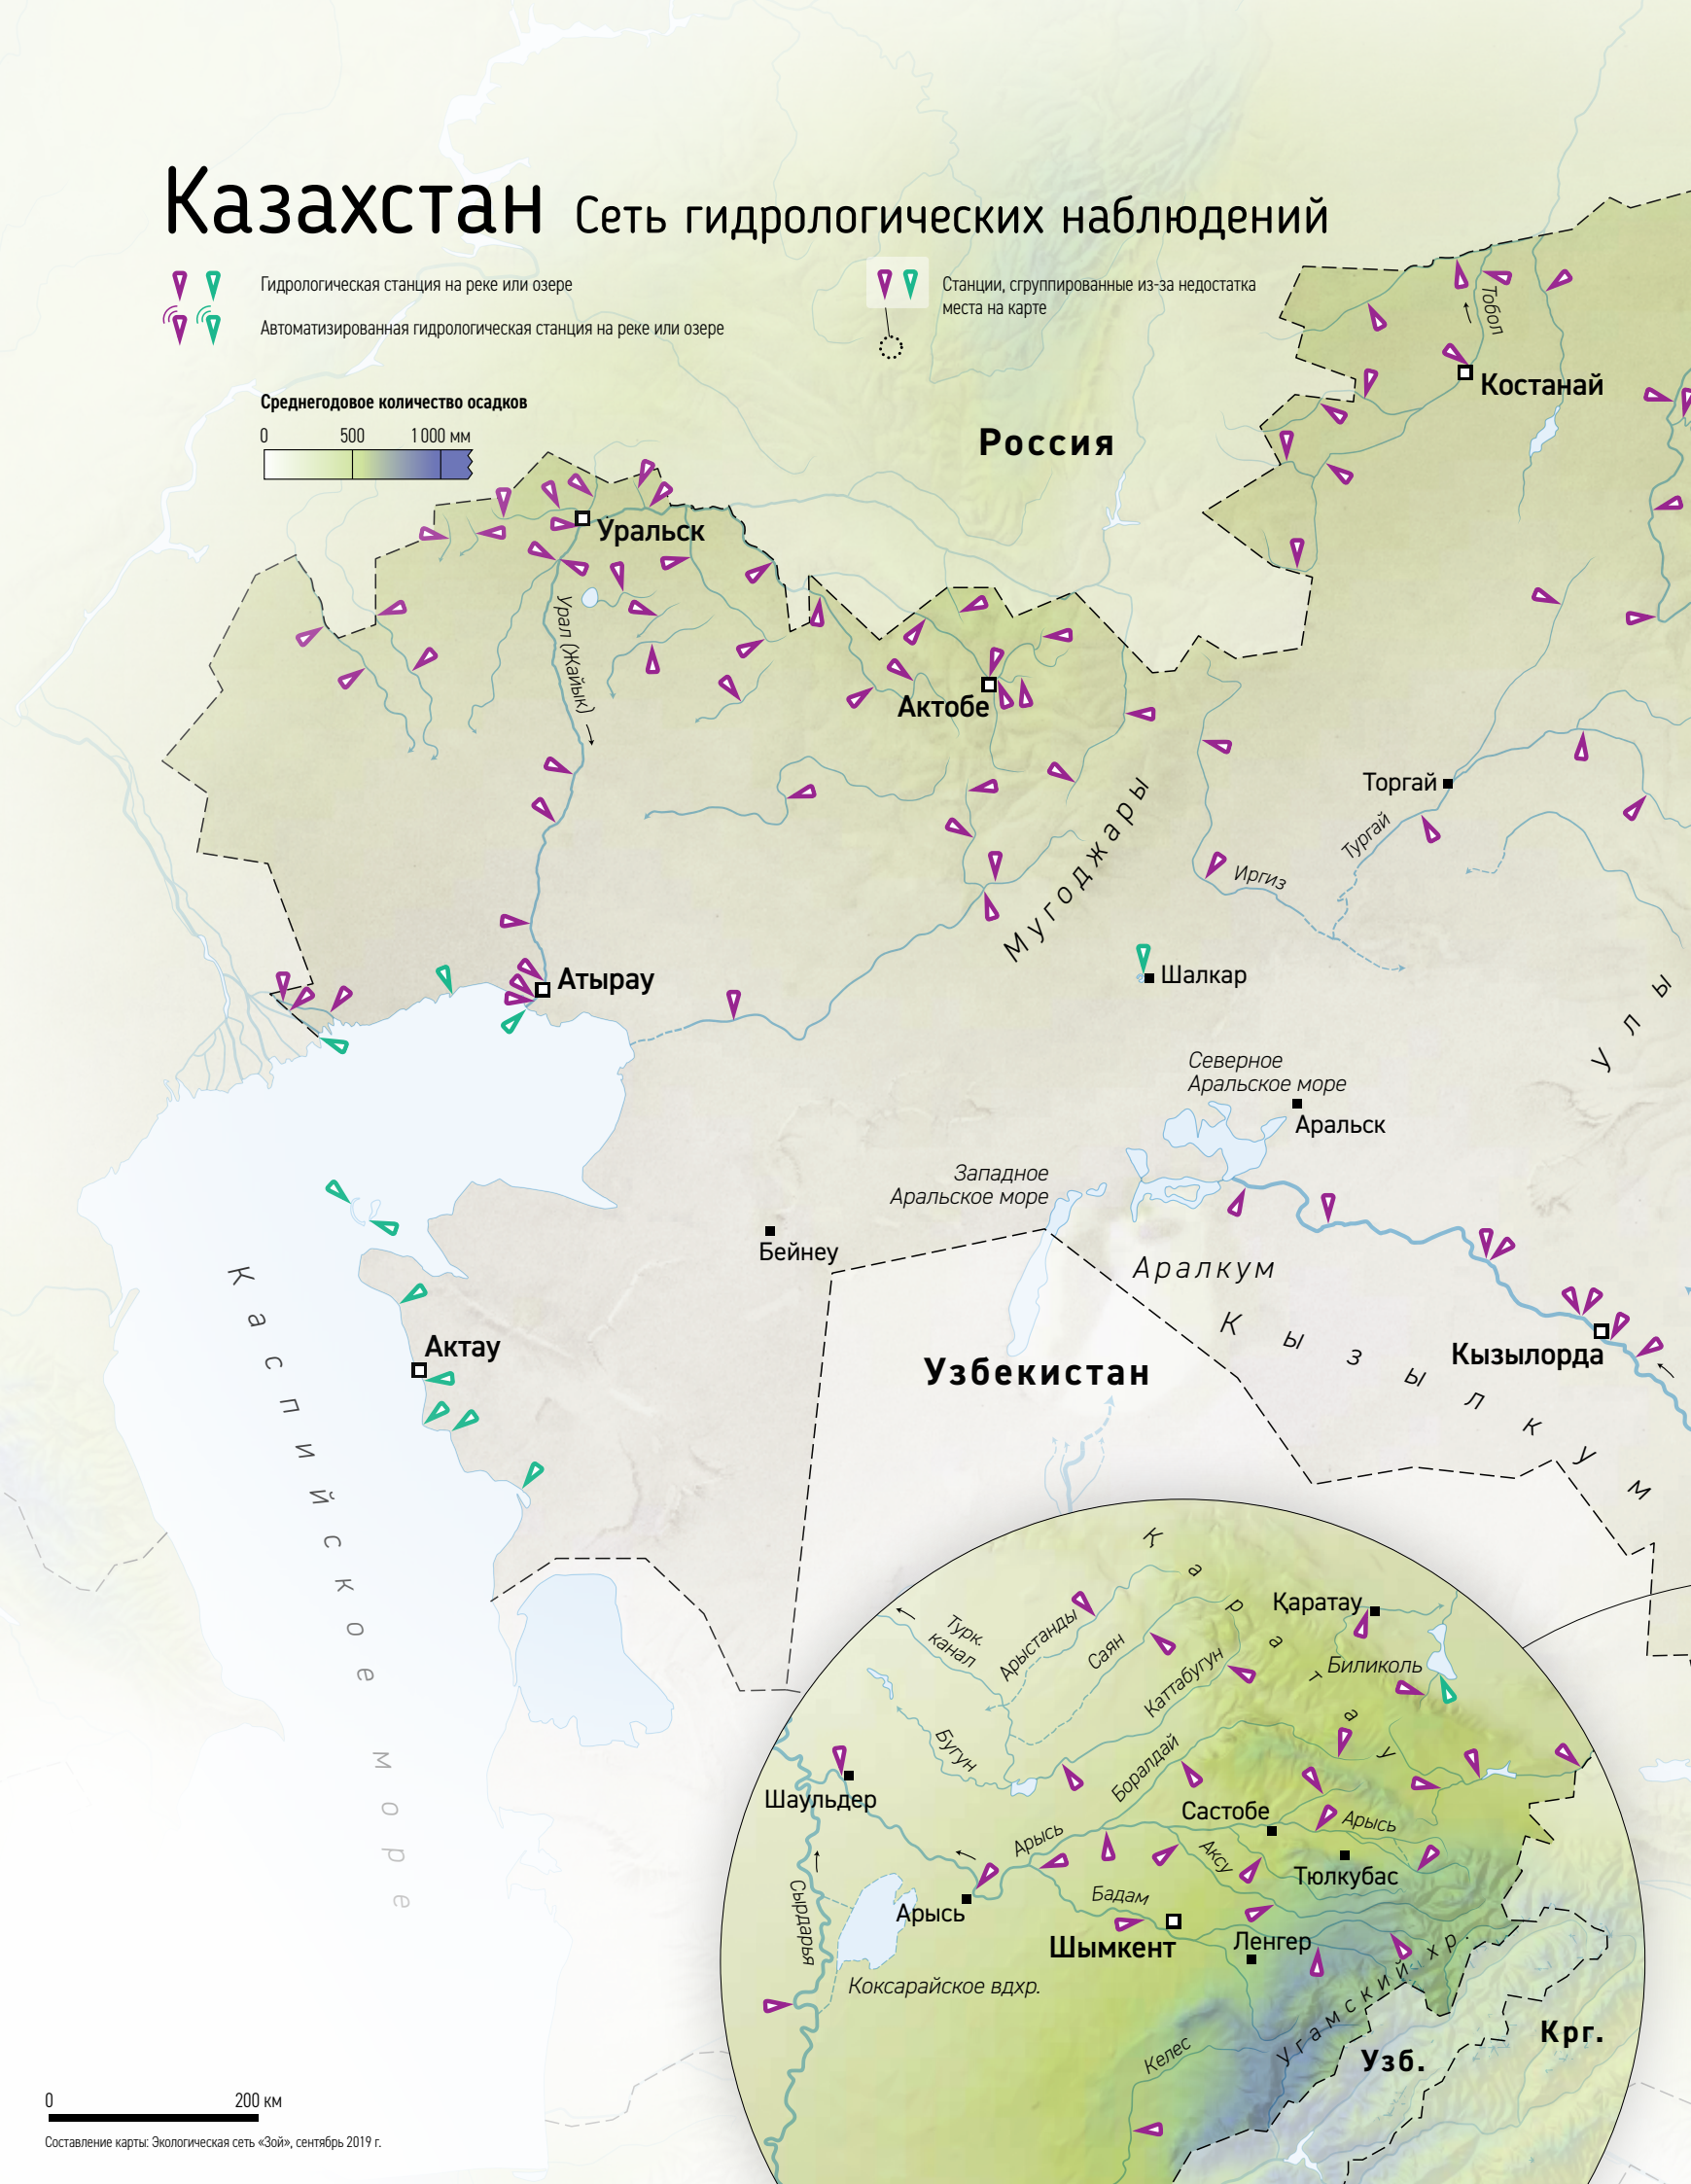 Казахстан Сеть гидрологических наблюдений
Гидрологическая станция на реке или озере
Автоматизированная гидрологическая станция на реке или озере
Станции, сгруппированные из-за недостатка
места на карте
Среднегодовое количество осадков
0 500 1 000 мм
Тобол
Костанай
Россия
Уральск
Урал (Жайык)
Актобе
Торгай
Тургай
Иргиз
Мугоджары
Шалкар
Атырау
улы
Северное
Аральское море
Аральск
Западное
Аральское море
Бейнеу
Аралкум
Кызылкум
Кызылорда
Узбекистан
Актау
Каспийское море
Қаратау
Қаратау
Турк.
канал
Арыстанды
Саян
Каттабугун
Биликоль
Бугун
Боралдай
Шаульдер
Састобе
Арысь
Арысь
Аксу
Тюлкубас
Арысь
Бадам
Сырдарья
Шымкент
Ленгер
Коксарайское вдхр.
Угамский хр.
Келес
Крг.
Узб.
0 200 км
Составление карты: Экологическая сеть «Зой», сентябрь 2019 г.